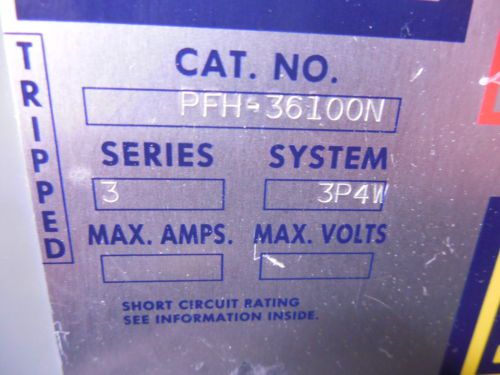 TRIPPED
CAT. NO.
PFH-36100N
SERIES SYSTEM
3 3P4W
MAX. AMPS. MAX. VOLTS
SHORT CIRCUIT RATING
SEE INFORMATION INSIDE.